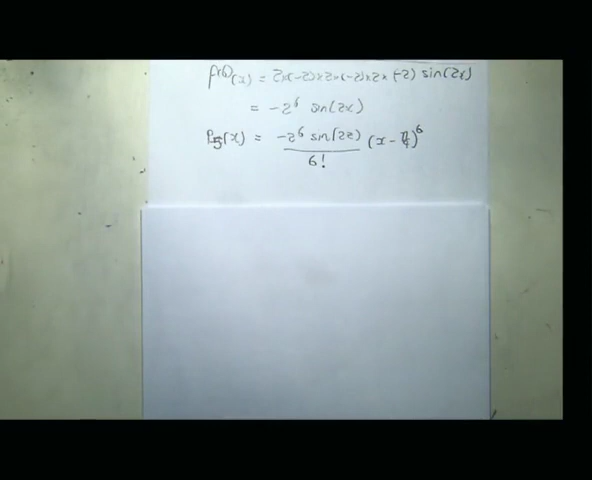 f⁽⁶⁾(x) = 2×(-2)×2×(-2)×2×(-2) sin(2x)
= -2⁶ sin(2x)
R₅(x) = -2⁶ sin(2z) / 6! (x - π/4)⁶